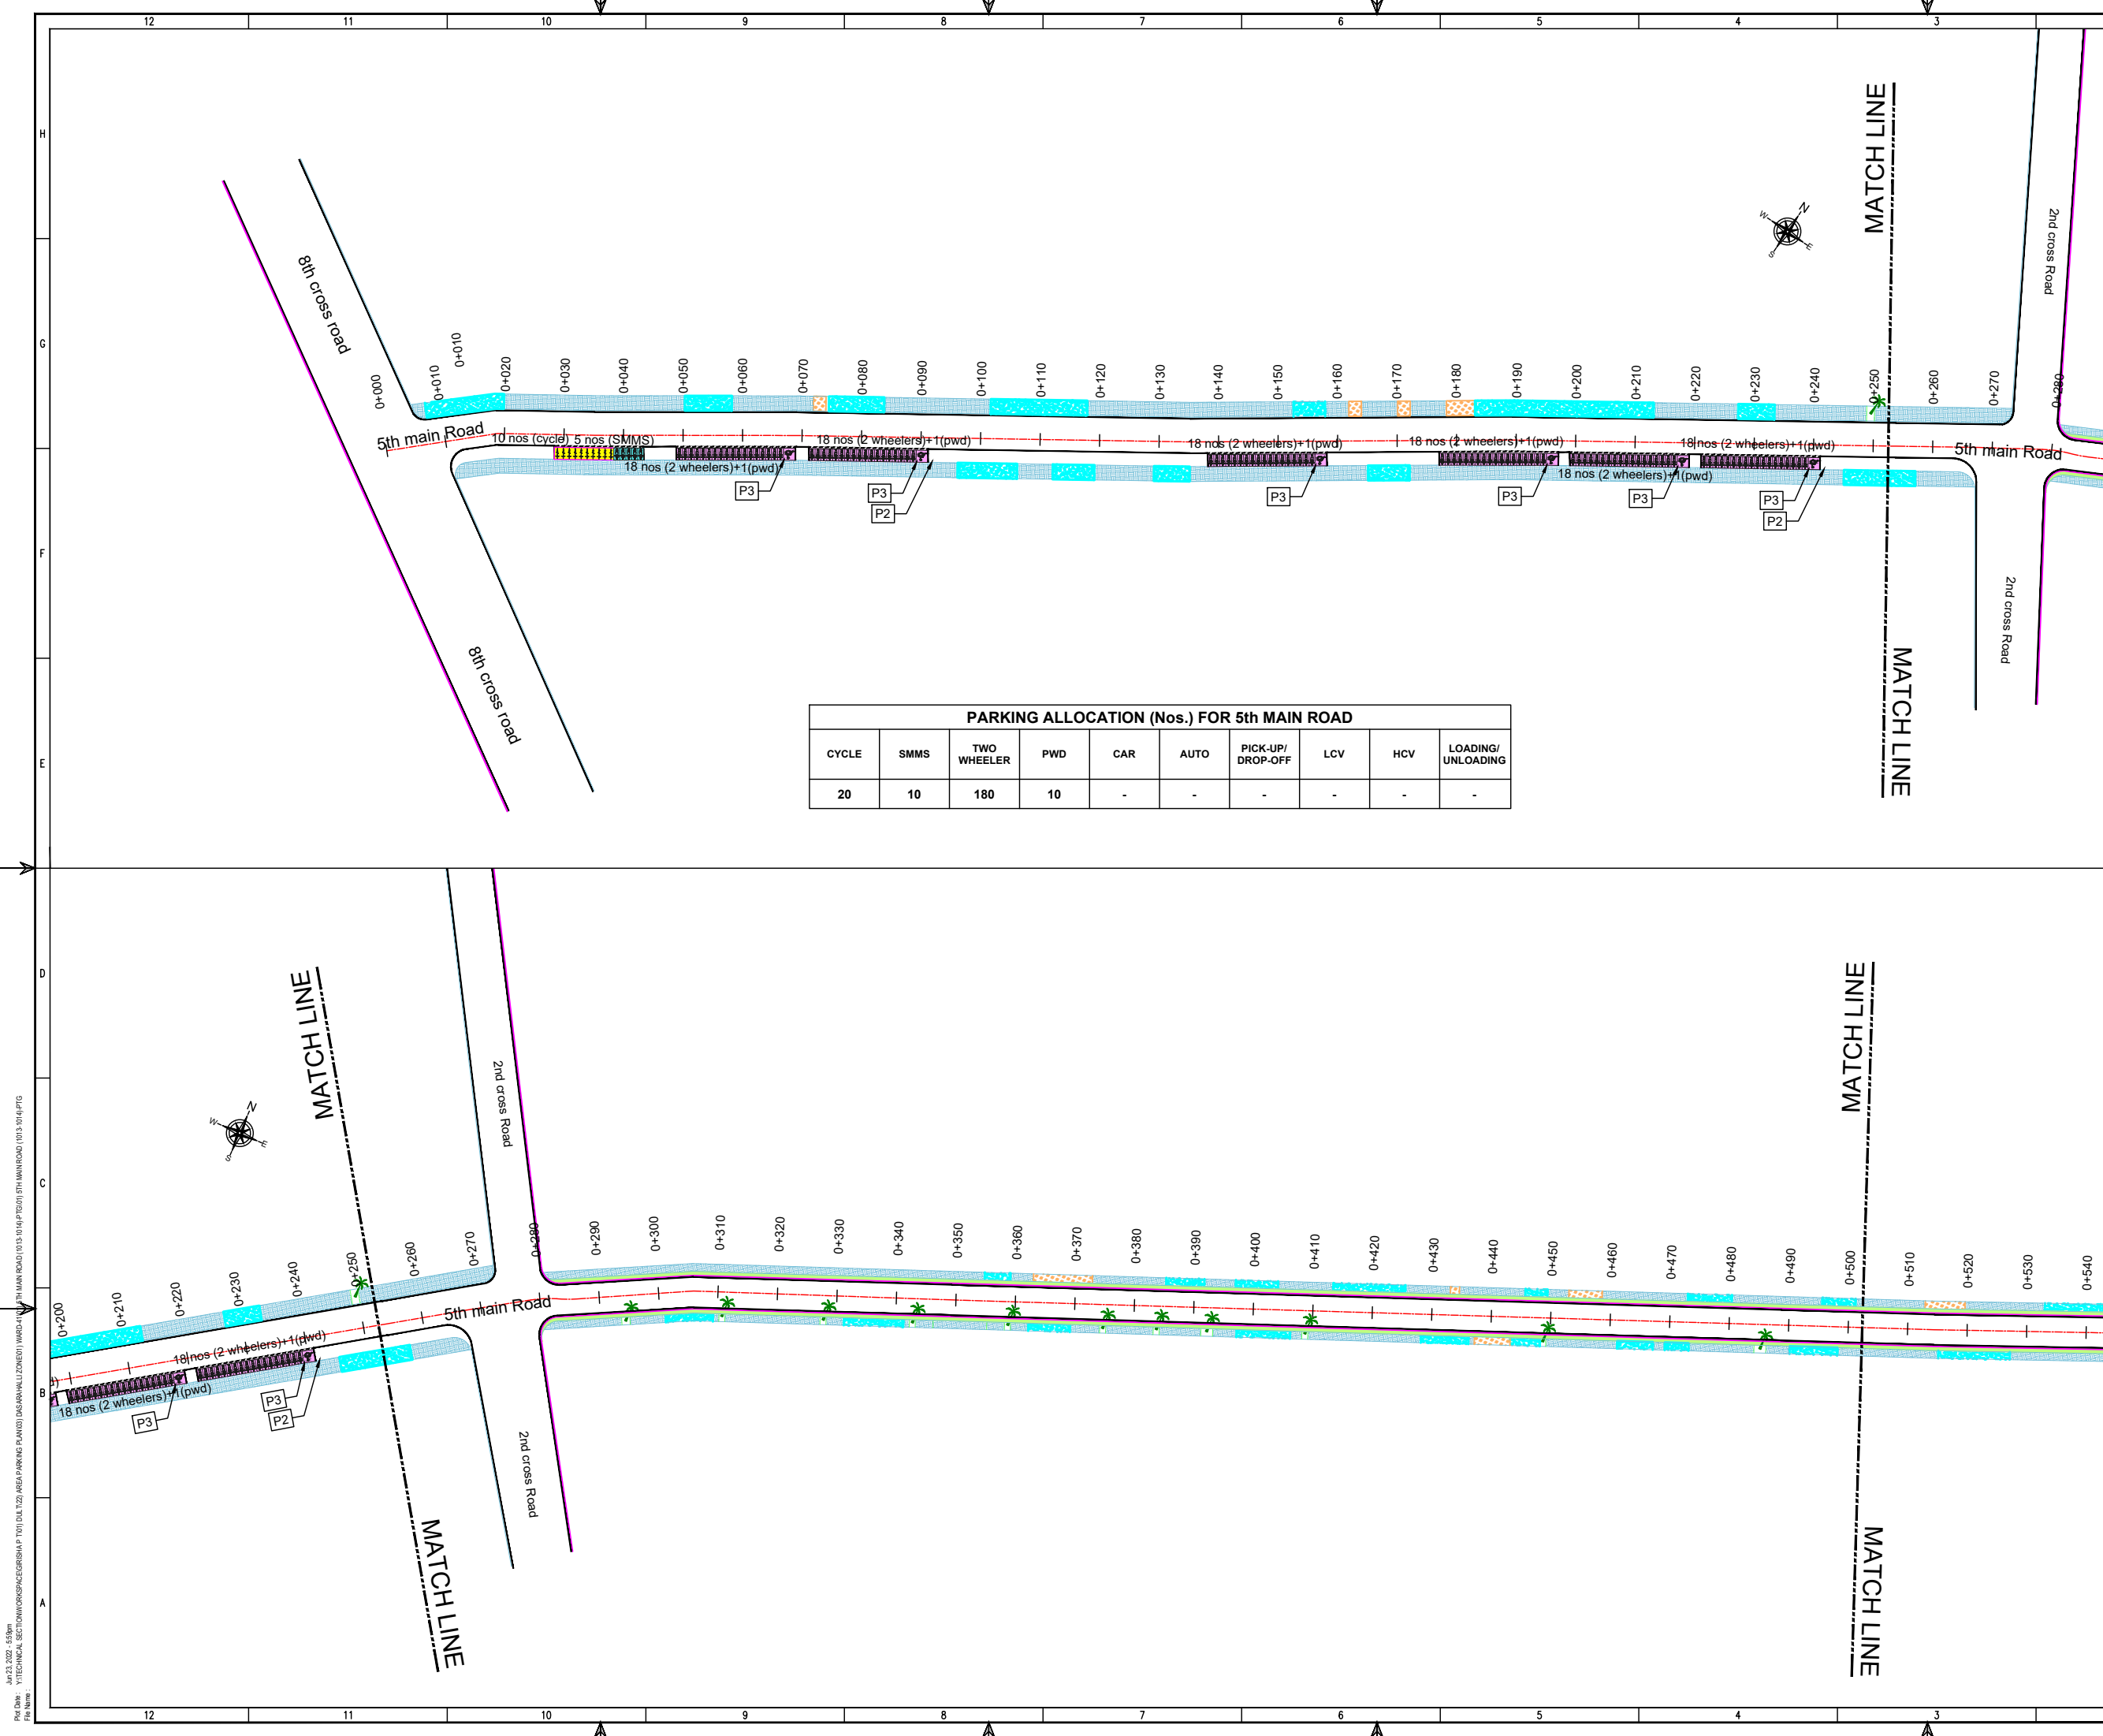 12 11 10 9 8 7 6 5 4 3
H
G
F
E
D
C
B
A
MATCH LINE
2nd cross Road
N
W
E
S
8th cross road
0+000
0+010
0+010
0+020
0+030
0+040
0+050
0+060
0+070
0+080
0+090
0+100
0+110
0+120
0+130
0+140
0+150
0+160
0+170
0+180
0+190
0+200
0+210
0+220
0+230
0+240
0+250
0+260
0+270
0+280
5th main Road
10 nos (cycle)
5 nos (SMMS)
18 nos (2 wheelers)+1(pwd)
18 nos (2 wheelers)+1(pwd)
18 nos (2 wheelers)+1(pwd)
18 nos (2 wheelers)+1(pwd)
18 nos (2 wheelers)+1(pwd)
18 nos (2 wheelers)+1(pwd)
5th main Road
P3
P3
P2
P3
P3
P3
P3
P2
2nd cross Road
8th cross road
MATCH LINE
PARKING ALLOCATION (Nos.) FOR 5th MAIN ROAD
CYCLE SMMS TWO WHEELER PWD CAR AUTO PICK-UP/ DROP-OFF LCV HCV LOADING/ UNLOADING
20 10 180 10 - - - - - -
MATCH LINE
MATCH LINE
2nd cross Road
N
W
E
S
0+200
0+210
0+220
0+230
0+240
0+250
0+260
0+270
0+280
0+290
0+300
0+310
0+320
0+330
0+340
0+350
0+360
0+370
0+380
0+390
0+400
0+410
0+420
0+430
0+440
0+450
0+460
0+470
0+480
0+490
0+500
0+510
0+520
0+530
0+540
5th main Road
18 nos (2 wheelers)+1(pwd)
d)
18 nos (2 wheelers)+1(pwd)
P3
P3
P2
2nd cross Road
MATCH LINE
MATCH LINE
Plot Date : Jun 23, 2022 - 5:59pm
File Name :
12 11 10 9 8 7 6 5 4 3